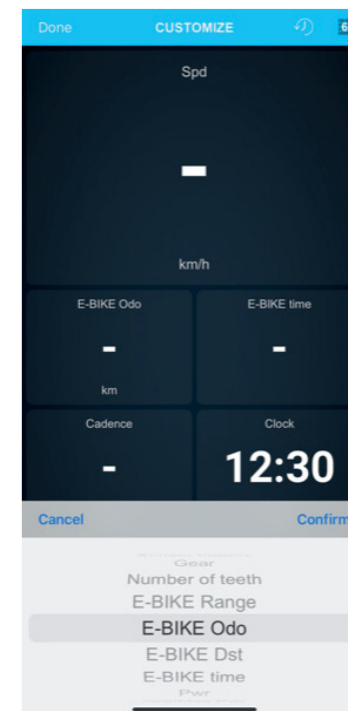 Done CUSTOMIZE 6
Spd
-
km/h
E-BIKE Odo E-BIKE time
- -
km
Cadence Clock
- 12:30
Cancel Confirm
Gear
Number of teeth
E-BIKE Range
E-BIKE Odo
E-BIKE Dst
E-BIKE time
Pwr